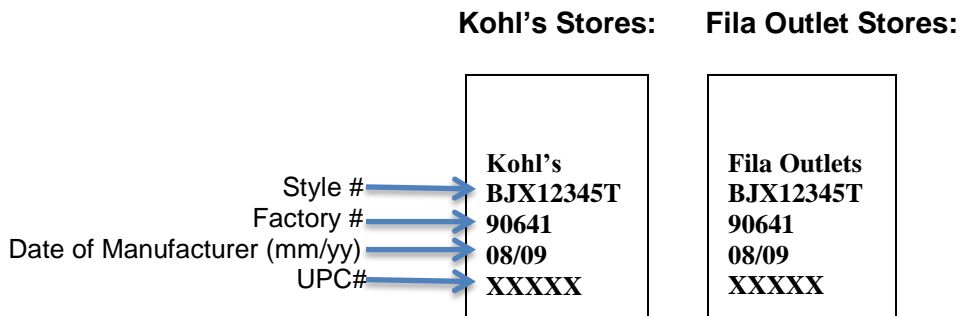 Kohl's Stores: Fila Outlet Stores:
Kohl's Fila Outlets
Style # BJX12345T BJX12345T
Factory # 90641 90641
Date of Manufacturer (mm/yy) 08/09 08/09
UPC# XXXXX XXXXX